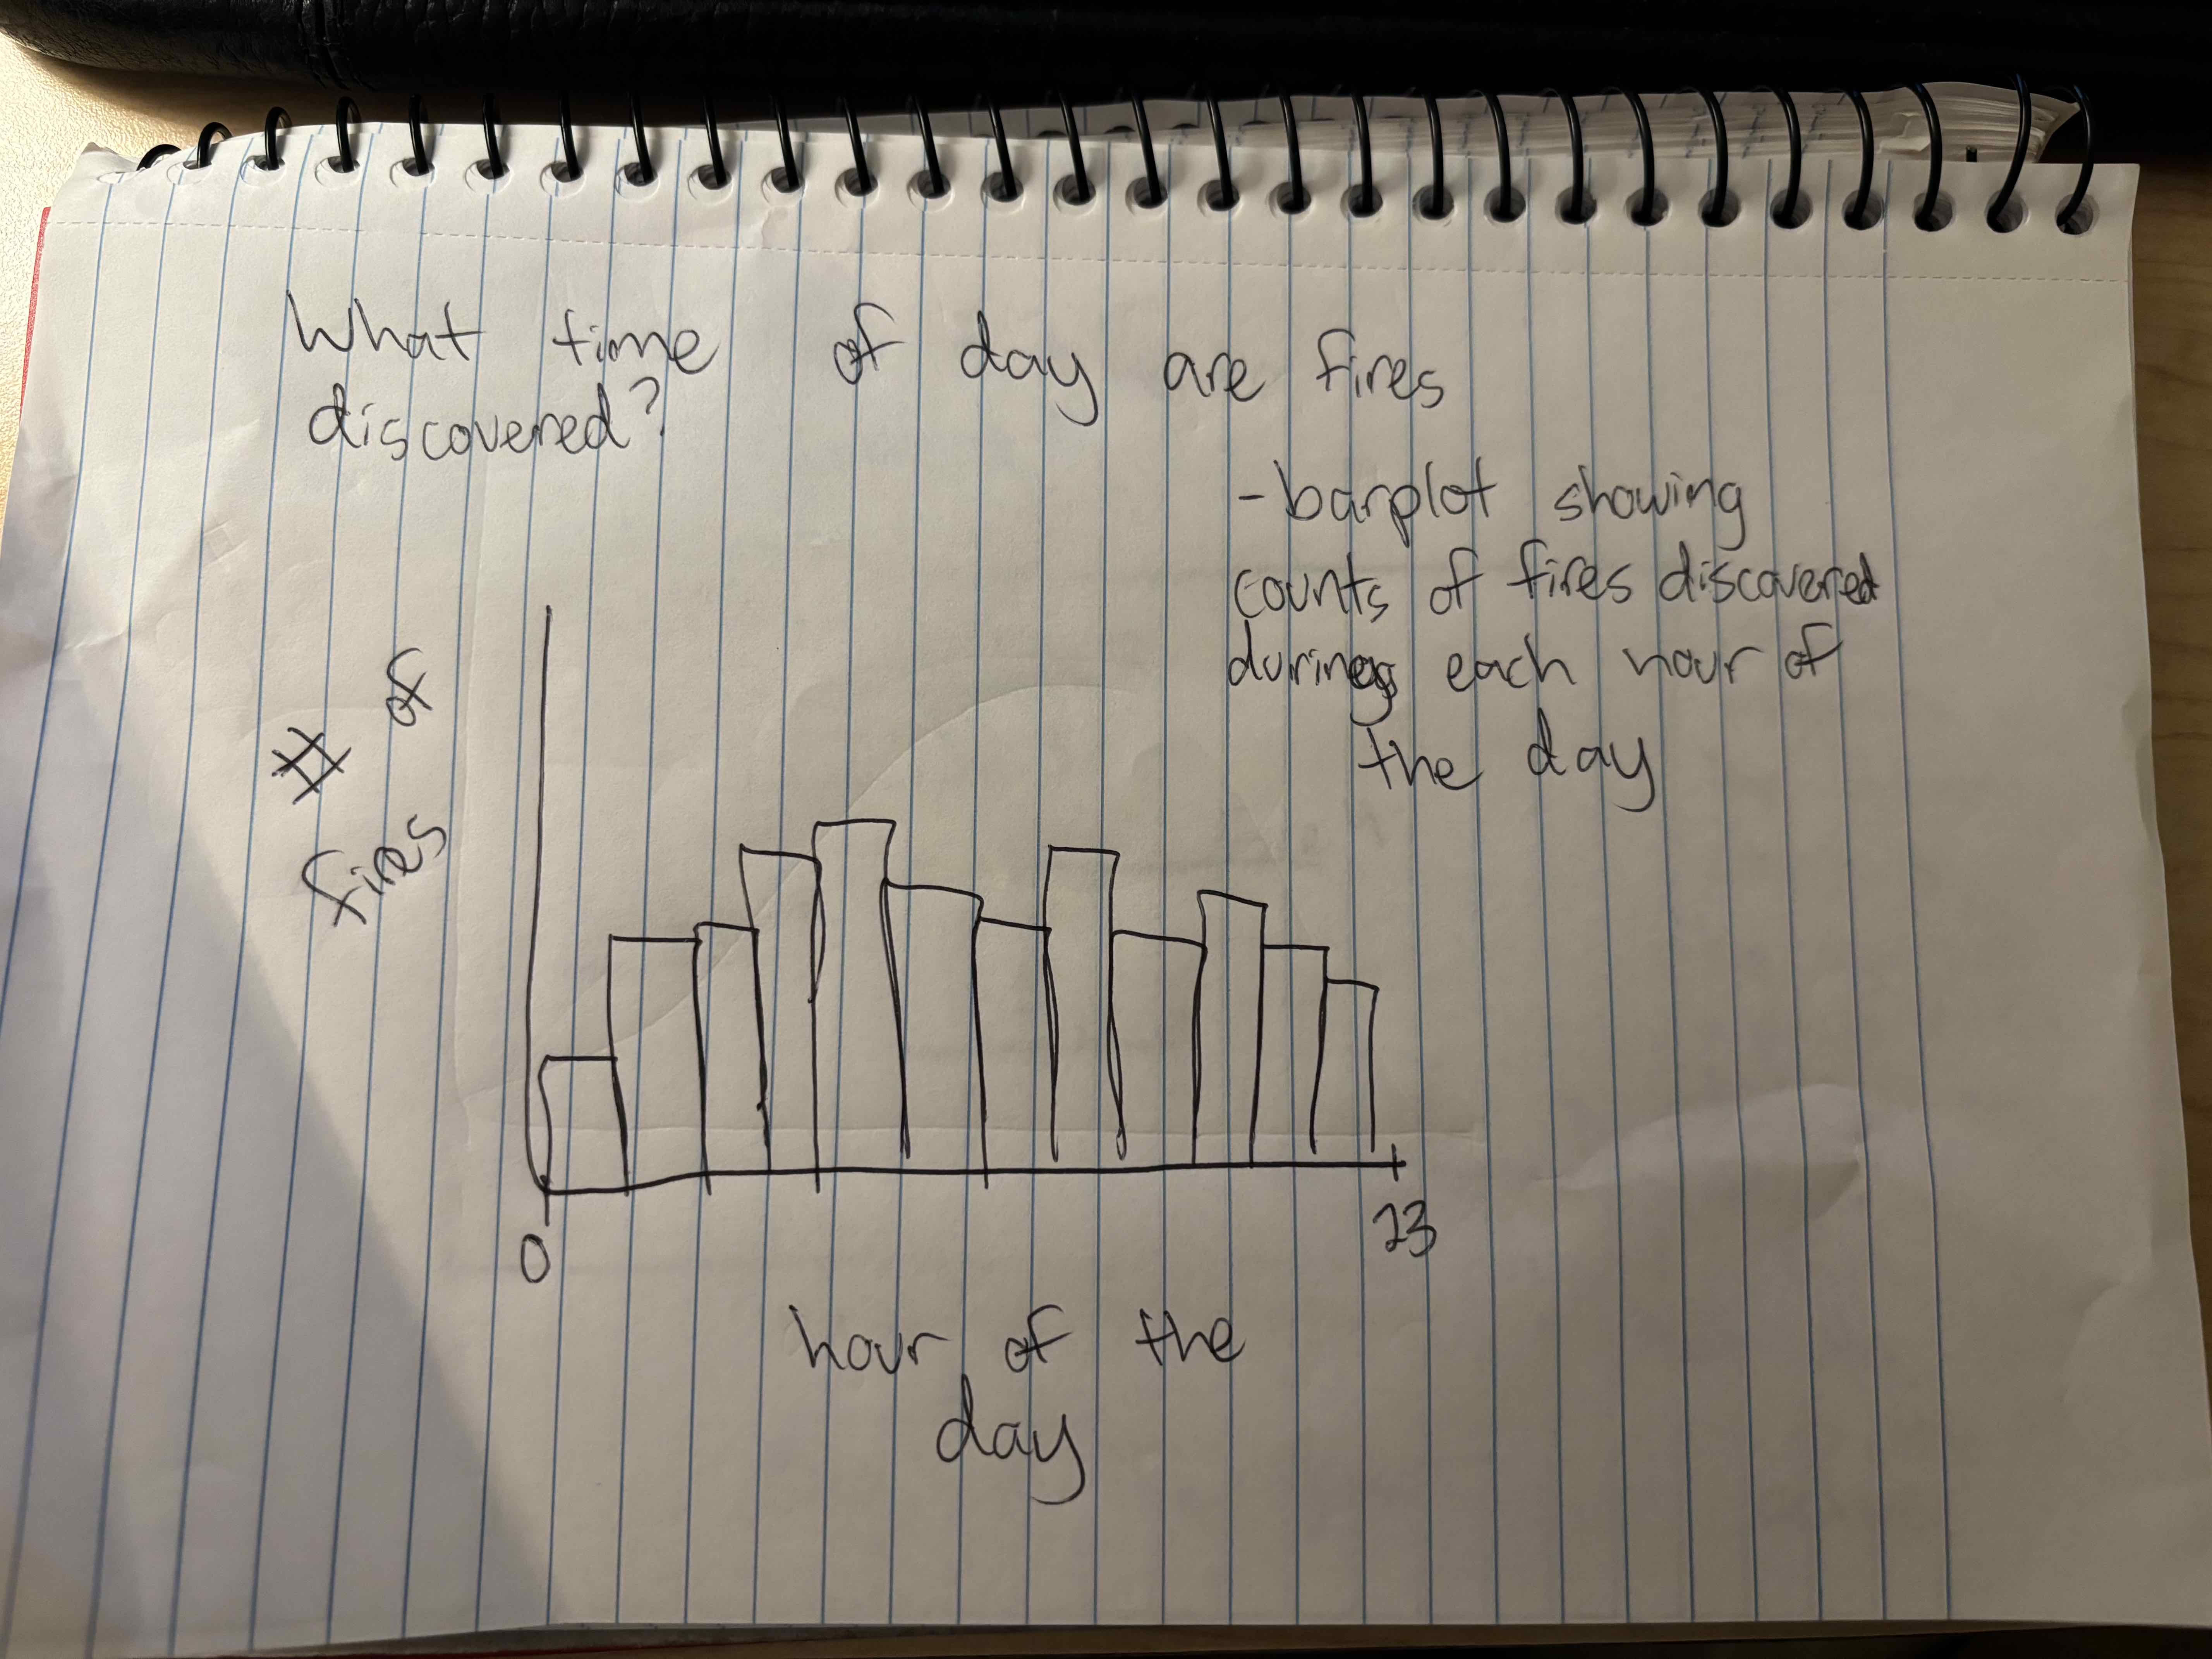 What time of day are fires
discovered?
- barplot showing
counts of fires discovered
during each hour of
the day
# of
fires
0
23
hour of the
day